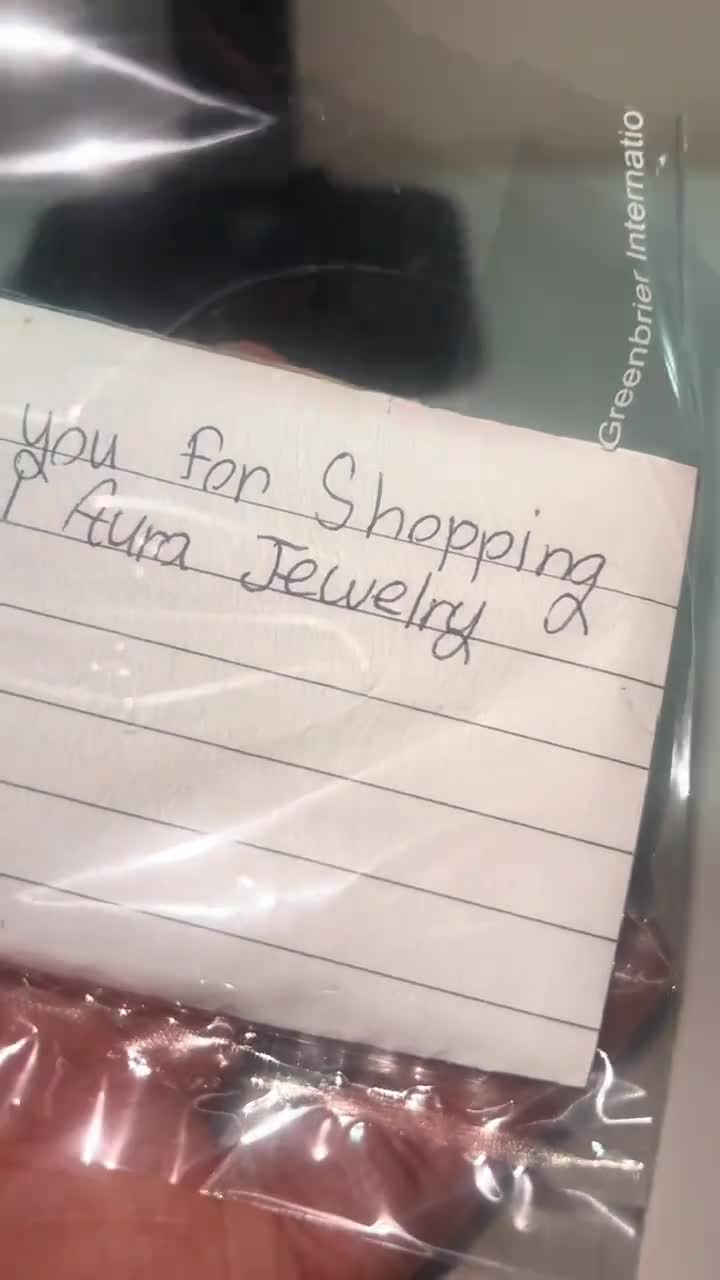 you for Shopping
Aura Jewelry
Greenbrier Internatio